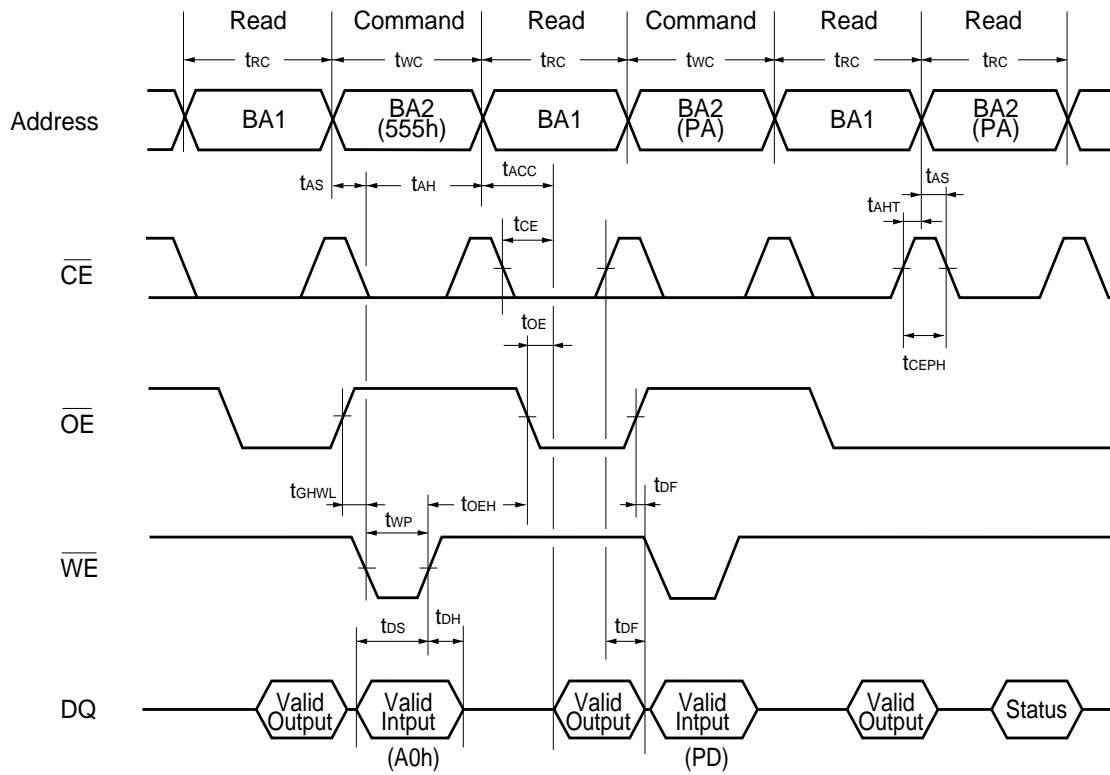 Read Command Read Command Read Read
tRC tWC tRC tWC tRC tRC
Address BA1 BA2 (555h) BA1 BA2 (PA) BA1 BA2 (PA)
tAS tAH tACC tAS
tAHT
tCE
CE
tOE
tCEPH
OE
tGHWL tWP tOEH tDF
WE
tDS tDH tDF
DQ Valid Output Valid Intput Valid Output Valid Intput Valid Output Status
(A0h) (PD)